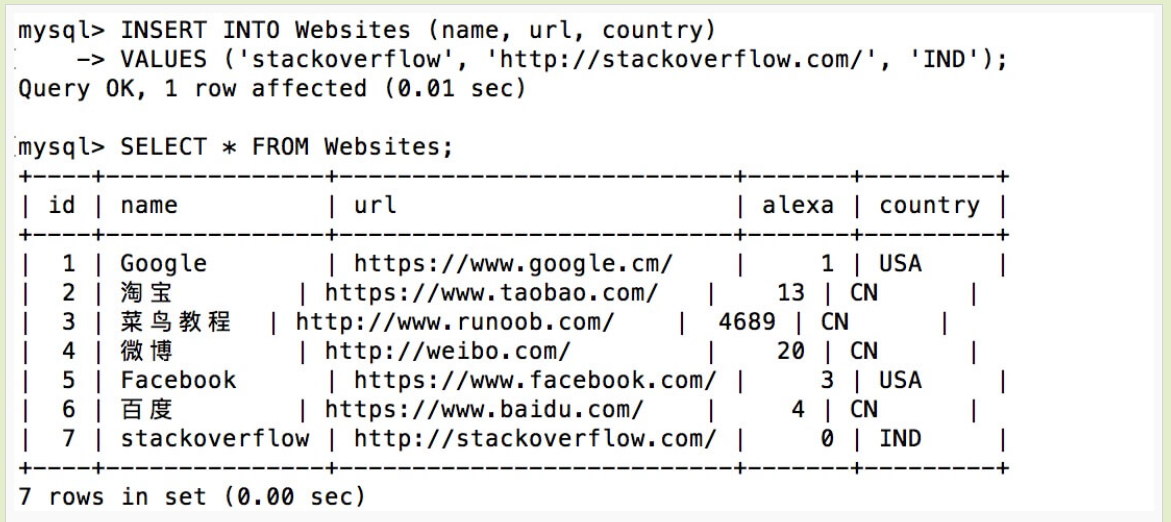 mysql> INSERT INTO Websites (name, url, country)
    -> VALUES ('stackoverflow', 'http://stackoverflow.com/', 'IND');
Query OK, 1 row affected (0.01 sec)

mysql> SELECT * FROM Websites;
+----+---------------+---------------------------+-------+---------+
| id | name          | url                       | alexa | country |
+----+---------------+---------------------------+-------+---------+
|  1 | Google        | https://www.google.cm/    |     1 | USA     |
|  2 | 淘宝        | https://www.taobao.com/   |    13 | CN      |
|  3 | 菜鸟教程  | http://www.runoob.com/    |  4689 | CN      |
|  4 | 微博        | http://weibo.com/         |    20 | CN      |
|  5 | Facebook      | https://www.facebook.com/ |     3 | USA     |
|  6 | 百度        | https://www.baidu.com/    |     4 | CN      |
|  7 | stackoverflow | http://stackoverflow.com/ |     0 | IND     |
+----+---------------+---------------------------+-------+---------+
7 rows in set (0.00 sec)